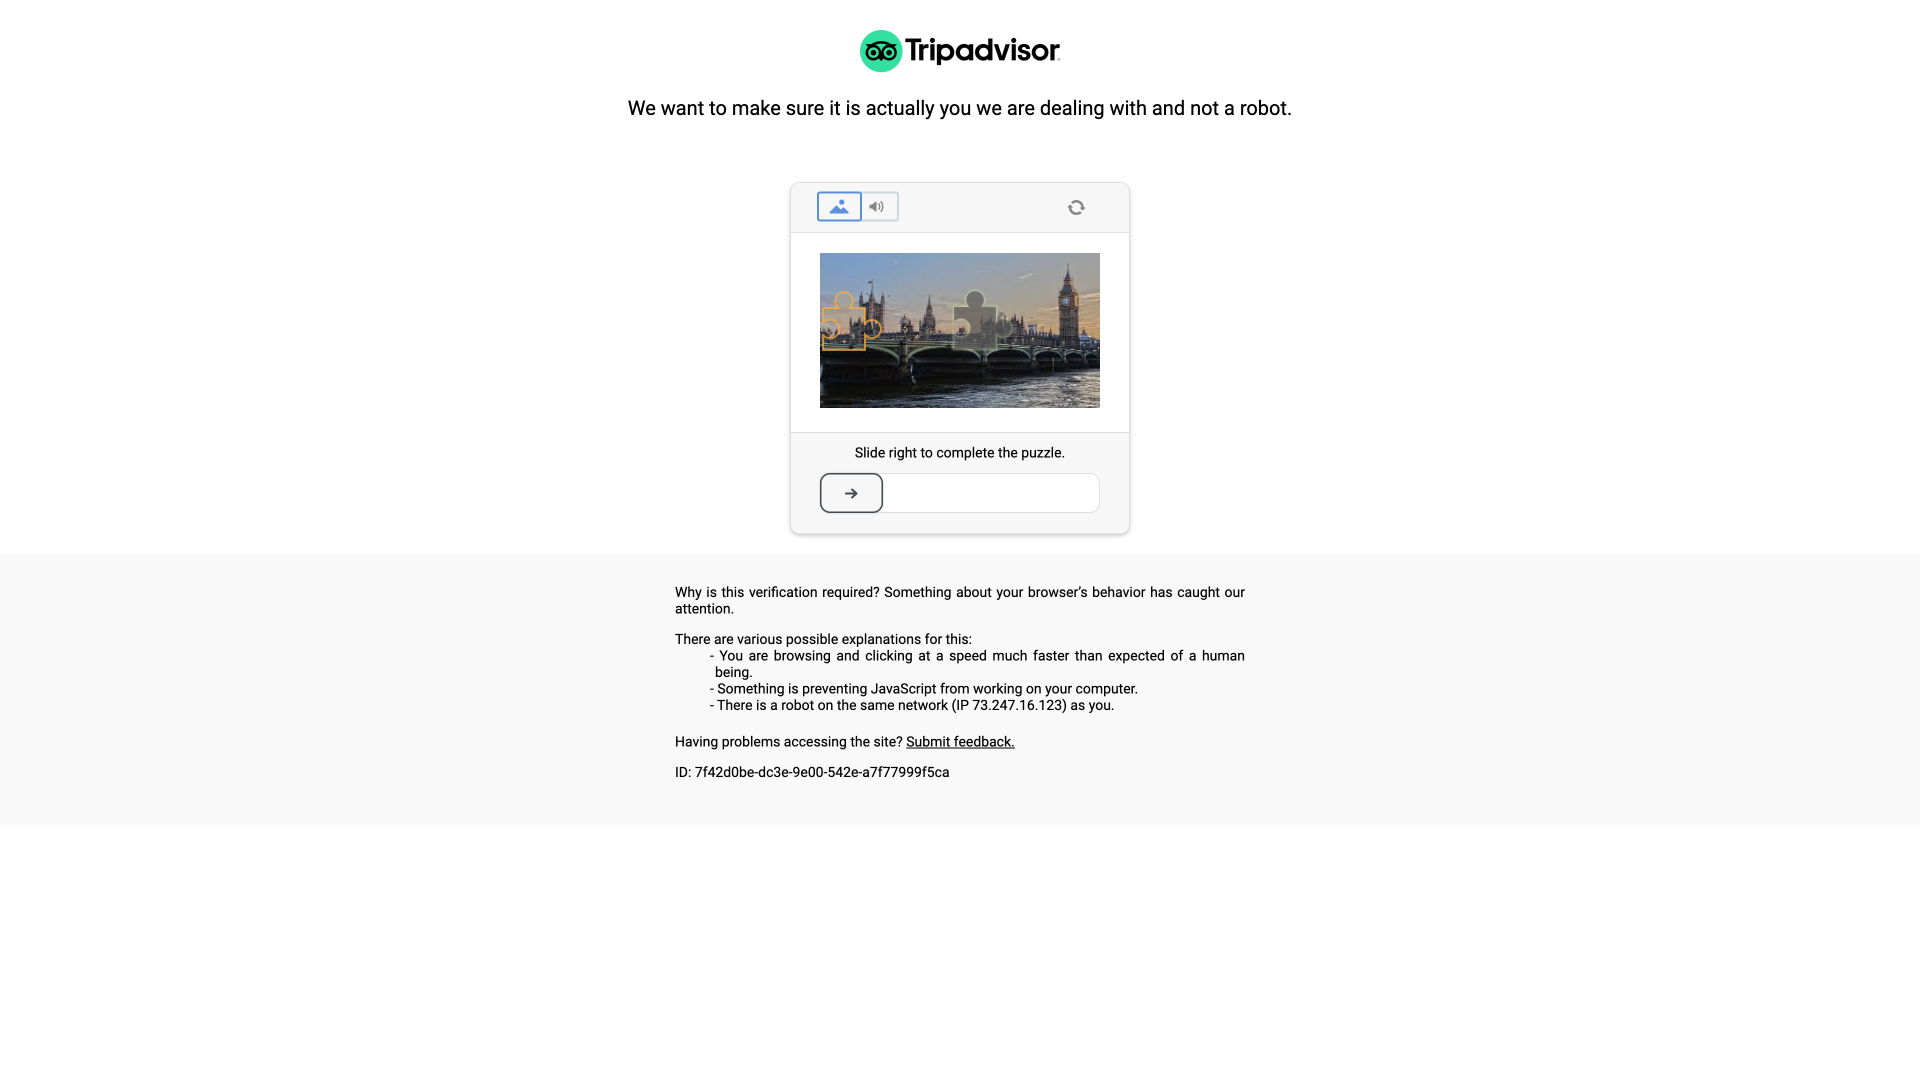 Tripadvisor
We want to make sure it is actually you we are dealing with and not a robot.
Slide right to complete the puzzle.
Why is this verification required? Something about your browser's behavior has caught our
attention.
There are various possible explanations for this:
- You are browsing and clicking at a speed much faster than expected of a human
being.
- Something is preventing JavaScript from working on your computer.
- There is a robot on the same network (IP 73.247.16.123) as you.
Having problems accessing the site? Submit feedback.
ID: 7f42d0be-dc3e-9e00-542e-a7f77999f5ca